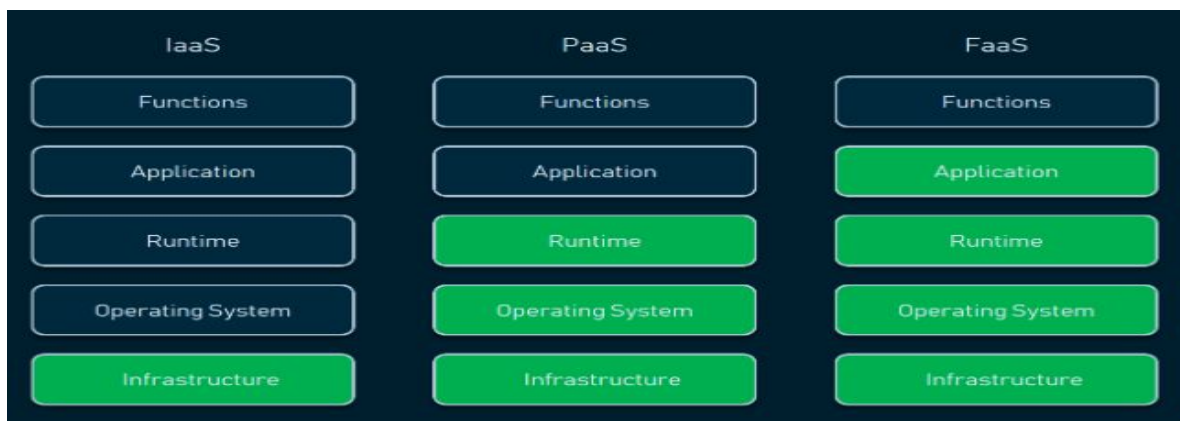 IaaS
PaaS
FaaS
Functions
Functions
Functions
Application
Application
Application
Runtime
Runtime
Runtime
Operating System
Operating System
Operating System
Infrastructure
Infrastructure
Infrastructure